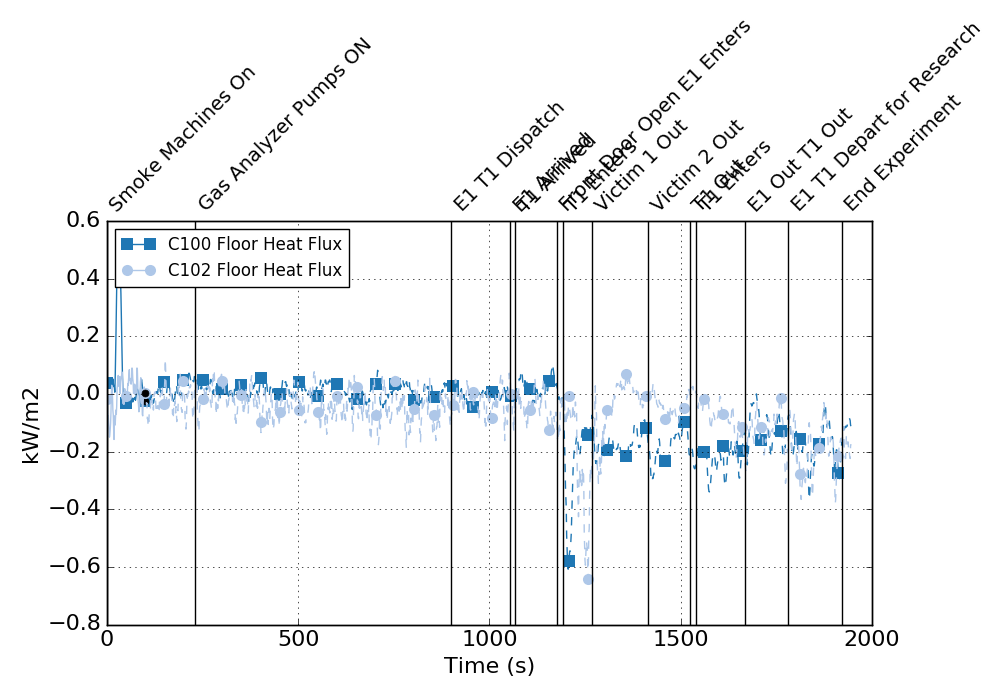 Smoke Machines On
Gas Analyzer Pumps ON
E1 T1 Dispatch
E1 Arrived
T1 Arrived
Front Door Open E1 Enters
T1 Enters
Victim 1 Out
Victim 2 Out
T1 Out
T1 Enters
E1 Out T1 Out
E1 T1 Depart for Research
End Experiment
0.6
0.4
0.2
0.0
−0.2
−0.4
−0.6
−0.8
kW/m2
C100 Floor Heat Flux
C102 Floor Heat Flux
0
500
1000
1500
2000
Time (s)